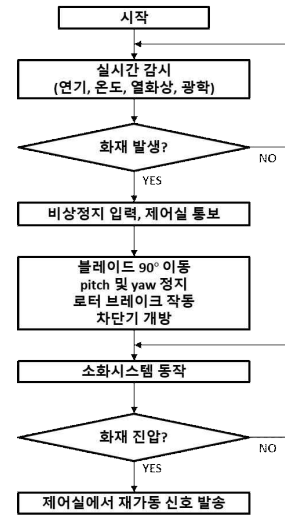 시작
실시간 감시
(연기, 온도, 열화상, 광학)
화재 발생?
NO
YES
비상정지 입력, 제어실 통보
블레이드 90° 이동
pitch 및 yaw 정지
로터 브레이크 작동
차단기 개방
소화시스템 동작
화재 진압?
NO
YES
제어실에서 재가동 신호 발송